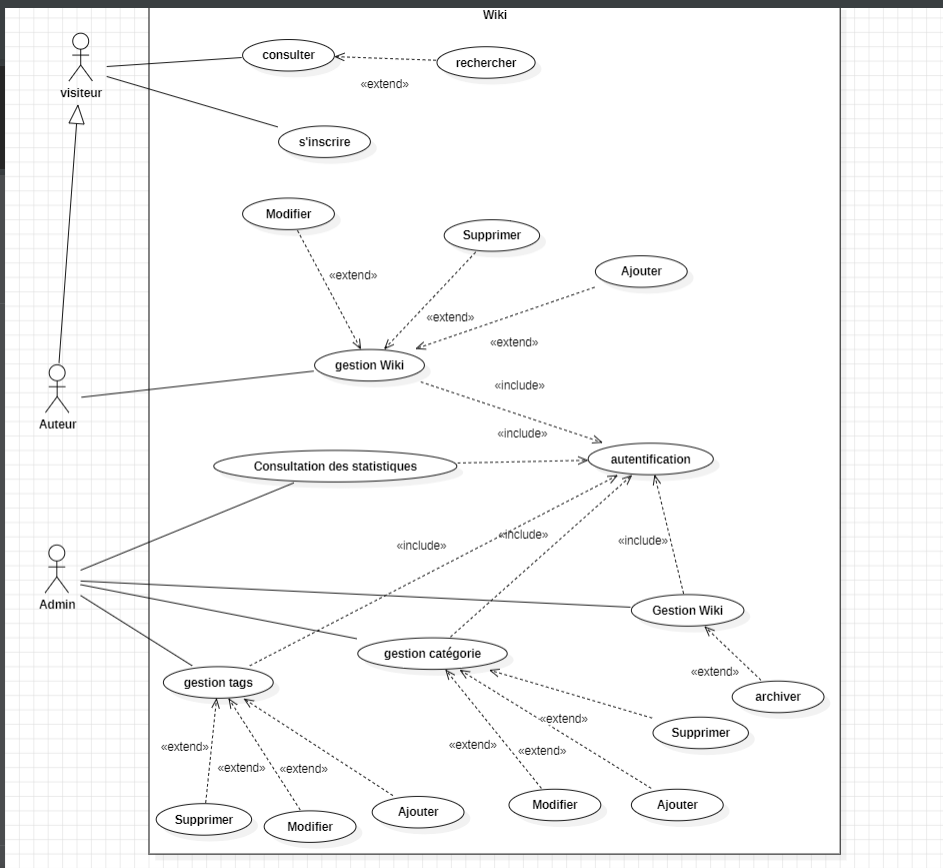 Wiki
consulter
rechercher
«extend»
visiteur
s'inscrire
Modifier
Supprimer
Ajouter
«extend»
«extend»
«extend»
gestion Wiki
«include»
Auteur
«include»
Consultation des statistiques
autentification
«include»
«include»
«include»
Admin
Gestion Wiki
gestion catégorie
«extend»
gestion tags
archiver
«extend»
Supprimer
«extend»
«extend»
«extend»
«extend»
«extend»
Supprimer
Modifier
Ajouter
Modifier
Ajouter